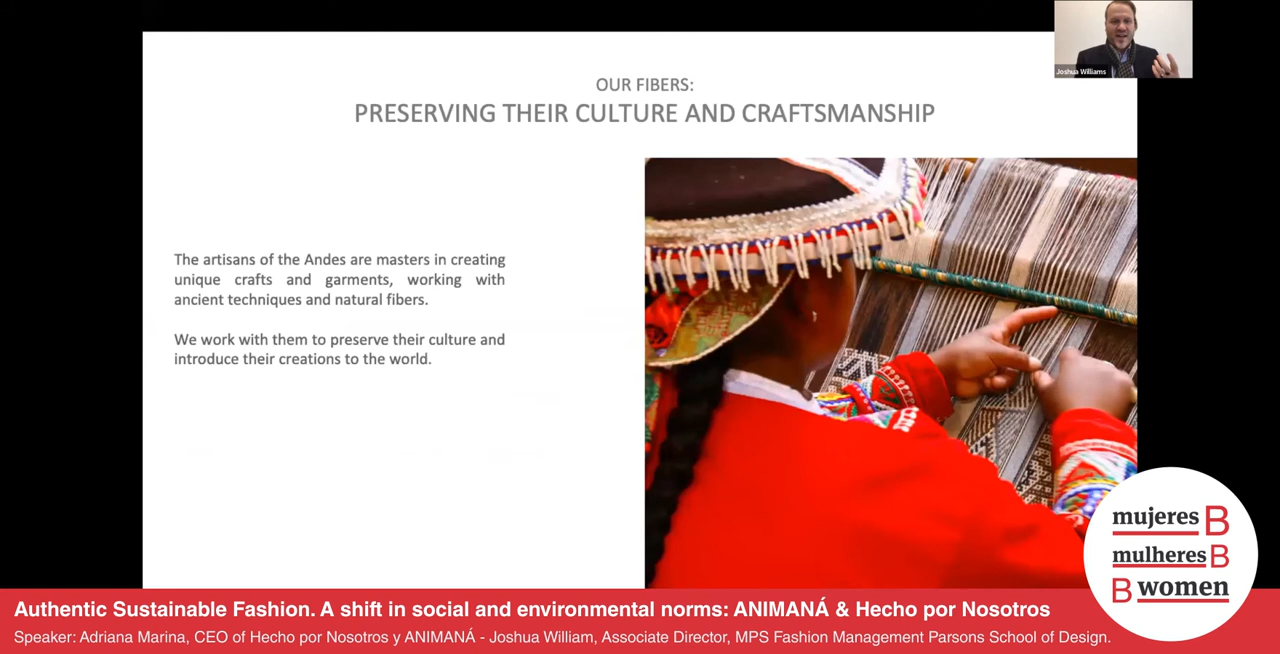 Joshua Williams
OUR FIBERS:
PRESERVING THEIR CULTURE AND CRAFTSMANSHIP
The artisans of the Andes are masters in creating
unique crafts and garments, working with
ancient techniques and natural fibers.
We work with them to preserve their culture and
introduce their creations to the world.
mujeres B
mulheres B
B women
Authentic Sustainable Fashion. A shift in social and environmental norms: ANIMANÁ & Hecho por Nosotros
Speaker: Adriana Marina, CEO of Hecho por Nosotros y ANIMANÁ - Joshua William, Associate Director, MPS Fashion Management Parsons School of Design.